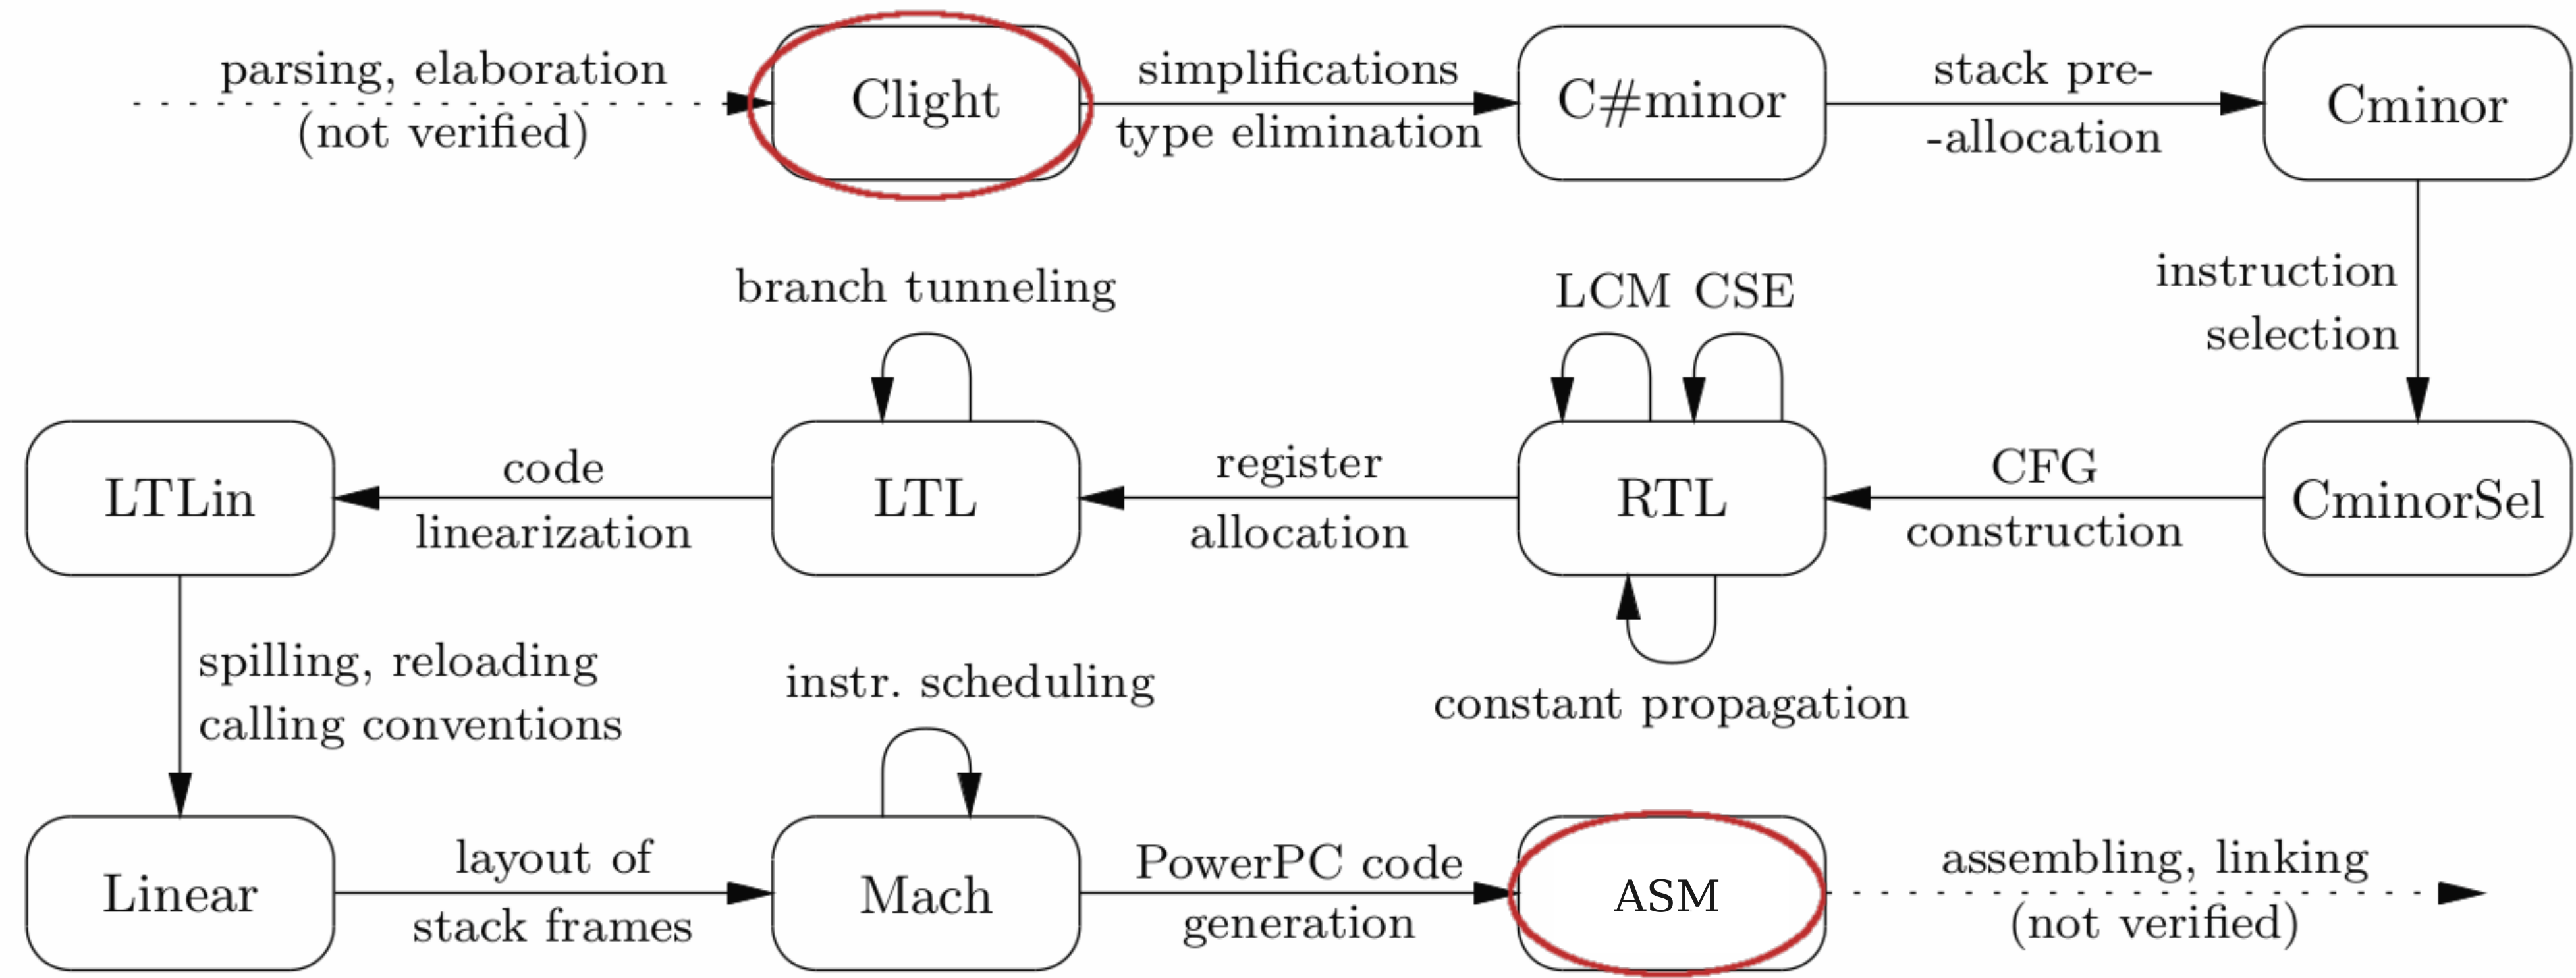 parsing, elaboration
(not verified)
Clight
simplifications
type elimination
C#minor
stack pre-
-allocation
Cminor
instruction
selection
branch tunneling
LCM CSE
LTLin
code
linearization
LTL
register
allocation
RTL
CFG
construction
CminorSel
spilling, reloading
calling conventions
instr. scheduling
constant propagation
Linear
layout of
stack frames
Mach
PowerPC code
generation
ASM
assembling, linking
(not verified)